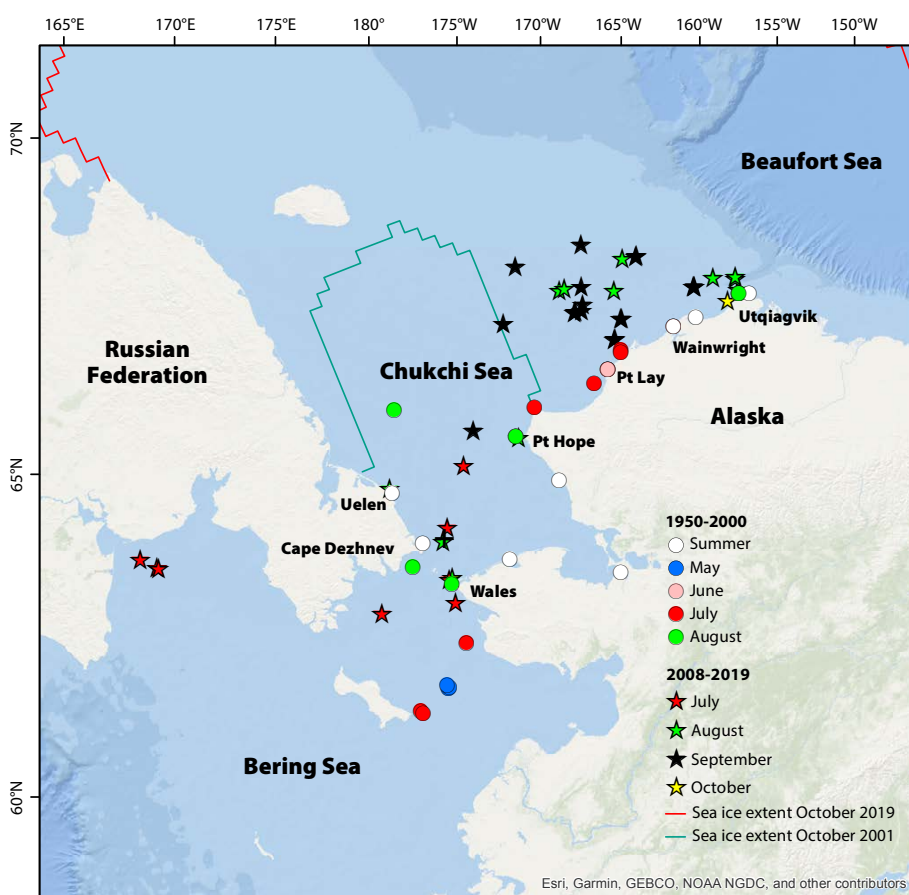 165°E 170°E 175°E 180° 175°W 170°W 165°W 160°W 155°W 150°W
70°N
65°N
60°N
Beaufort Sea
Utqiagvik
Wainwright
Russian
Federation
Chukchi Sea
Pt Lay
Alaska
Pt Hope
Uelen
Cape Dezhnev
Wales
Bering Sea
1950-2000
Summer
May
June
July
August
2008-2019
July
August
September
October
Sea ice extent October 2019
Sea ice extent October 2001
Esri, Garmin, GEBCO, NOAA NGDC, and other contributors